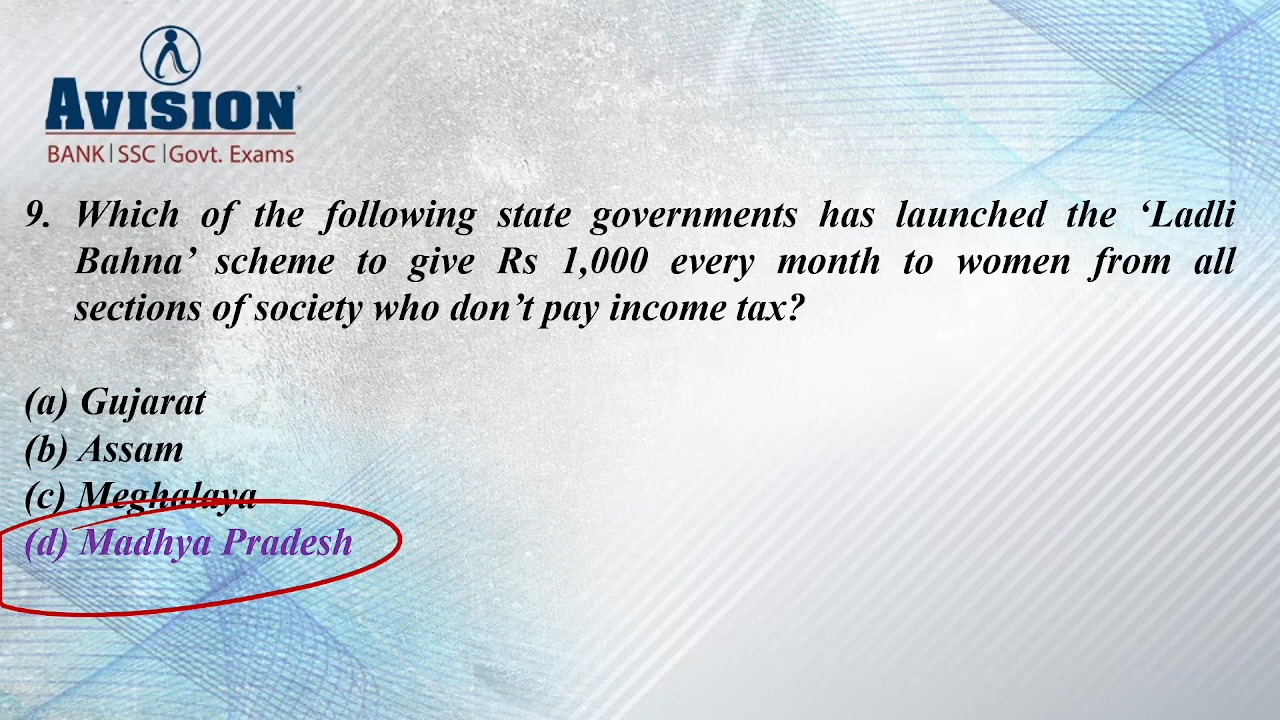 AVISION
BANK | SSC | Govt. Exams
9. Which of the following state governments has launched the ‘Ladli
Bahna’ scheme to give Rs 1,000 every month to women from all
sections of society who don’t pay income tax?
(a) Gujarat
(b) Assam
(c) Meghalaya
(d) Madhya Pradesh